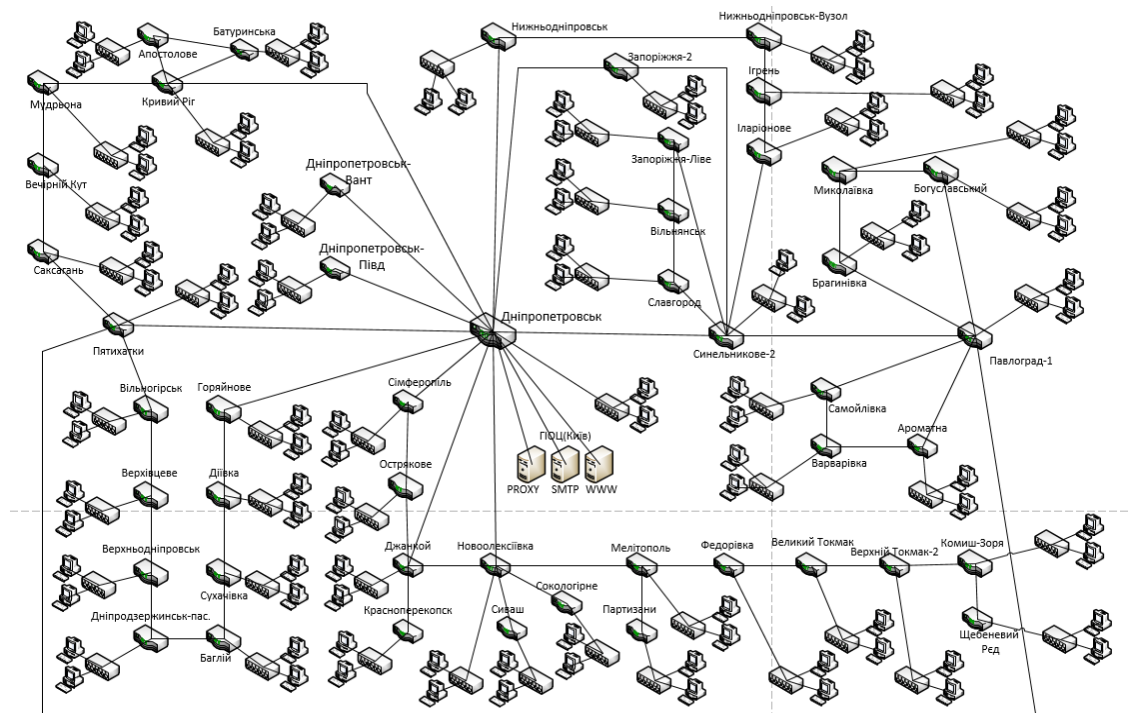 Нижньодніпровськ
Нижньодніпровськ-Вузол
Батуринська
Апостолове
Запоріжжя-2
Ігрень
Мудрьона
Кривий Ріг
Іларіонове
Запоріжжя-Ліве
Дніпропетровськ-
Вант
Вечірній Кут
Миколаївка
Богуславський
Вільнянськ
Дніпропетровськ-
Півд
Саксагань
Брагинівка
Славгород
Дніпропетровськ
Пятихатки
Синельникове-2
Павлоград-1
Сімферопіль
Вільногірськ
Горяйнове
Самойлівка
Ароматна
ГІОЦ(Київ)
Острякове
Варварівка
Верхівцеве
Діївка
PROXY
SMTP
WWW
Верхньодніпровськ
Джанкой
Новоолексіївка
Мелітополь
Федорівка
Великий Токмак
Верхній Токмак-2
Комиш-Зоря
Сокологірне
Сухачівка
Красноперекопск
Сиваш
Партизани
Дніпродзержинськ-пас.
Щебеневий
Рєд
Баглій